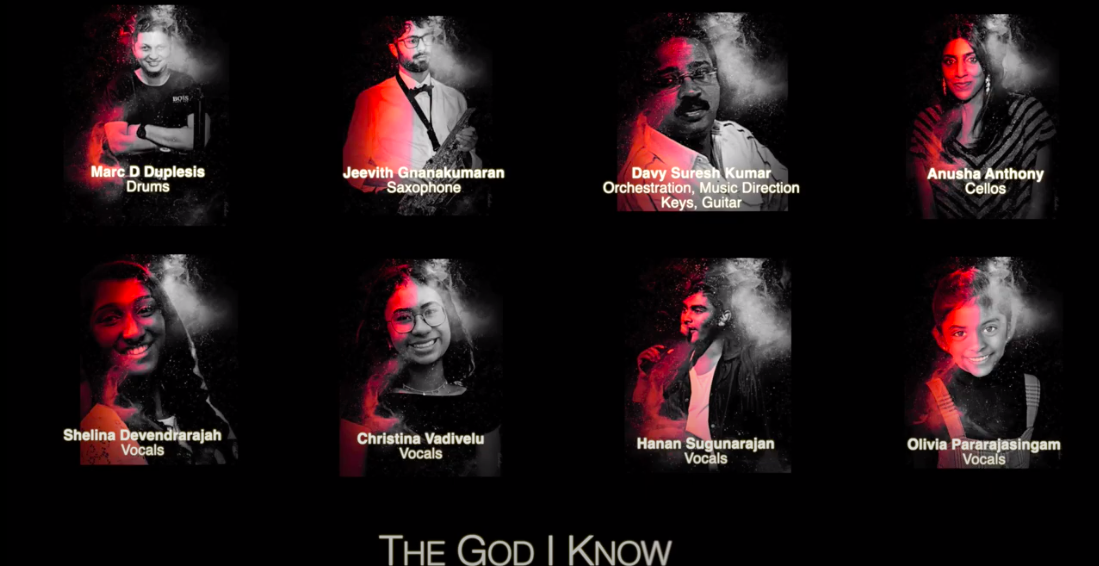 Marc D Duplesis
Drums
Jeevith Gnanakumaran
Saxophone
Davy Suresh Kumar
Orchestration, Music Direction
Keys, Guitar
Anusha Anthony
Cellos
Shelina Devendrarajah
Vocals
Christina Vadivelu
Vocals
Hanan Sugunarajan
Vocals
Olivia Pararajasingam
Vocals
THE GOD I KNOW